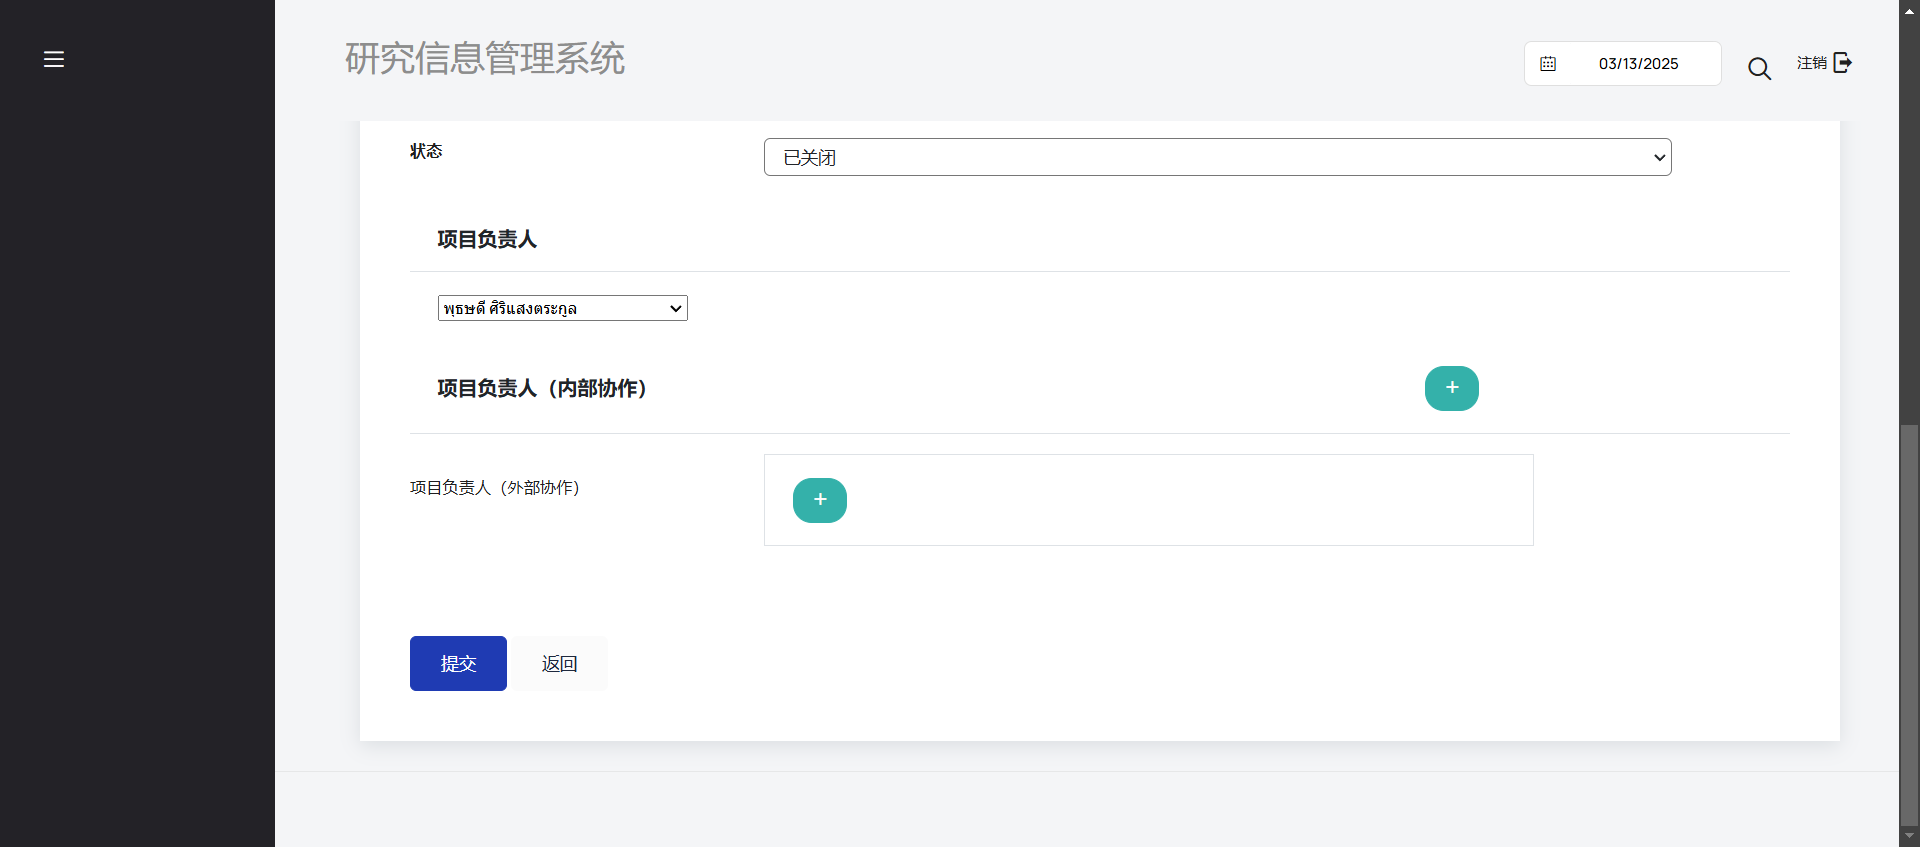 研究信息管理系统
03/13/2025
注销
状态
已关闭
项目负责人
พุธษดี ศิริแสงตระกูล
项目负责人（内部协作）
+
项目负责人（外部协作）
+
提交
返回